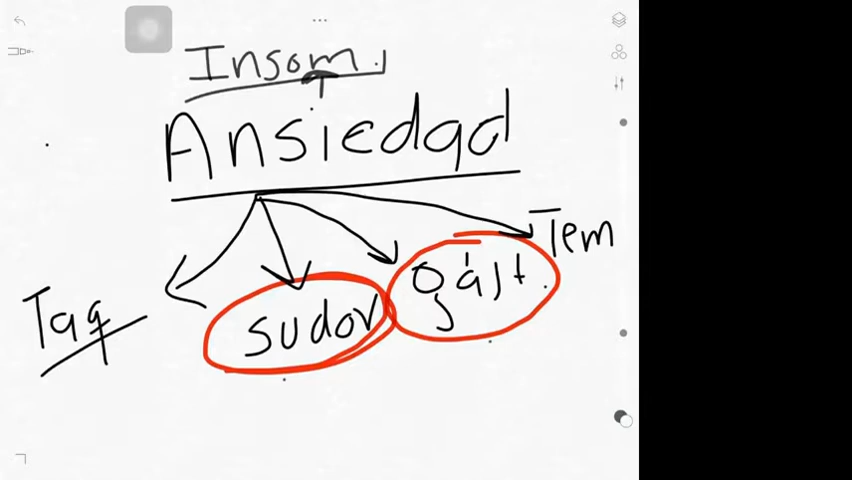 Insom.
Ansiedad
Tem
gást.
Taq
sudor